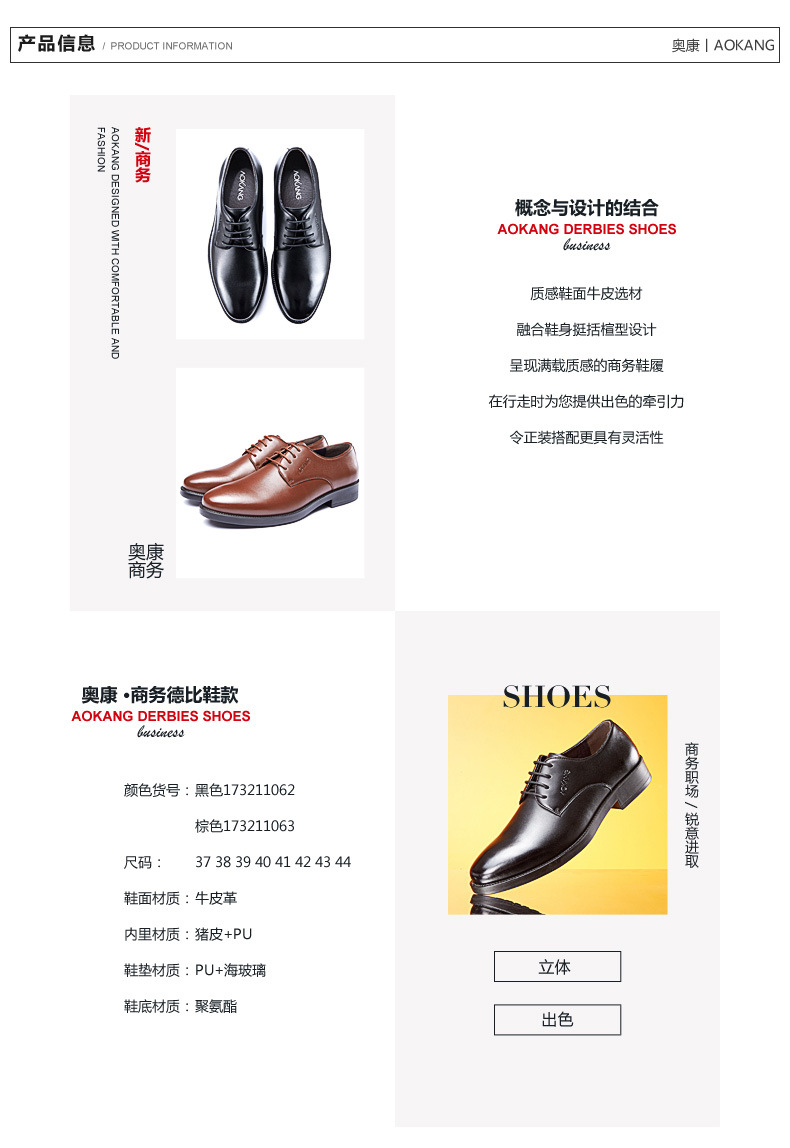 产品信息 / PRODUCT INFORMATION
奥康丨AOKANG
新/商务
AOKANG DESIGNED WITH COMFORTABLE AND
FASHION
AOKANG
AOKANG
奥康
商务
概念与设计的结合
AOKANG DERBIES SHOES
business
质感鞋面牛皮选材
融合鞋身挺括楦型设计
呈现满载质感的商务鞋履
在行走时为您提供出色的牵引力
令正装搭配更具有灵活性
奥康·商务德比鞋款
AOKANG DERBIES SHOES
business
颜色货号：黑色173211062
棕色173211063
尺码： 37 38 39 40 41 42 43 44
鞋面材质：牛皮革
内里材质：猪皮+PU
鞋垫材质：PU+海玻璃
鞋底材质：聚氨酯
SHOES
AOKANG
商务职场 / 锐意进取
立体
出色